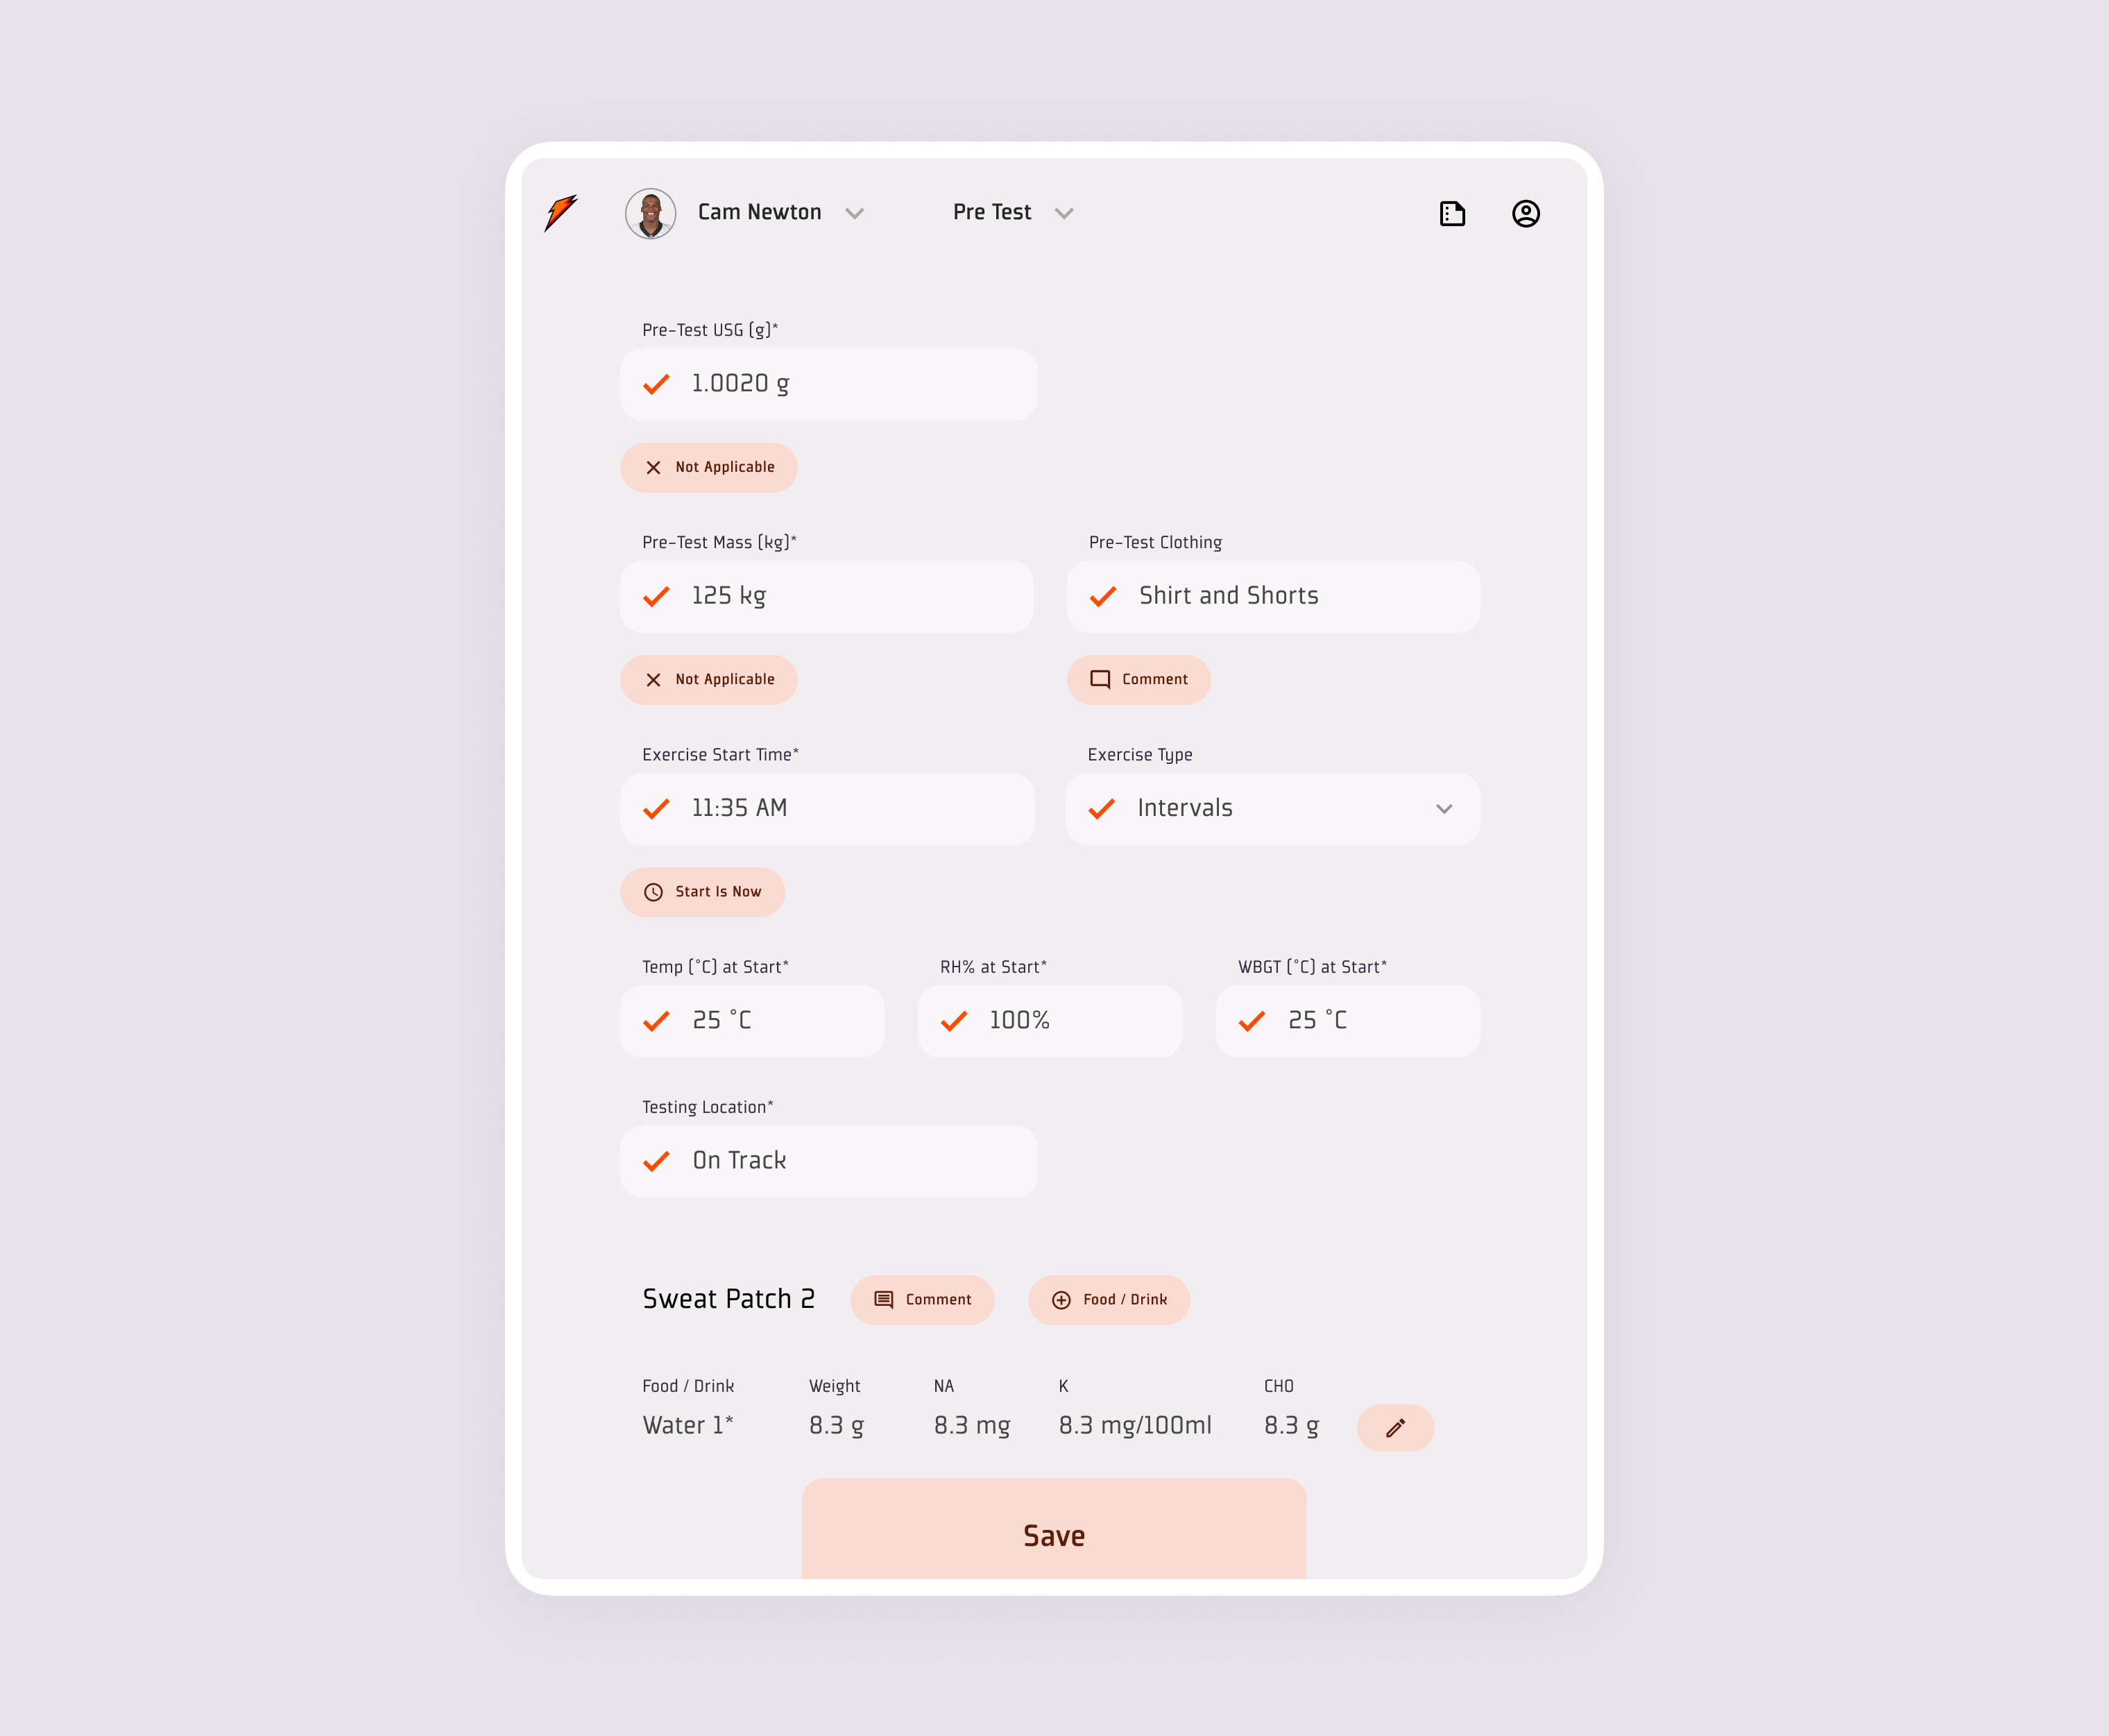 Cam Newton
Pre Test
Pre-Test USG (g)*
1.0020 g
Not Applicable
Pre-Test Mass (kg)*
Pre-Test Clothing
125 kg
Shirt and Shorts
Not Applicable
Comment
Exercise Start Time*
Exercise Type
11:35 AM
Intervals
Start Is Now
Temp (°C) at Start*
RH% at Start*
WBGT (°C) at Start*
25 °C
100%
25 °C
Testing Location*
On Track
Sweat Patch 2
Comment
Food / Drink
Food / Drink
Weight
NA
K
CHO
Water 1*
8.3 g
8.3 mg
8.3 mg/100ml
8.3 g
Save